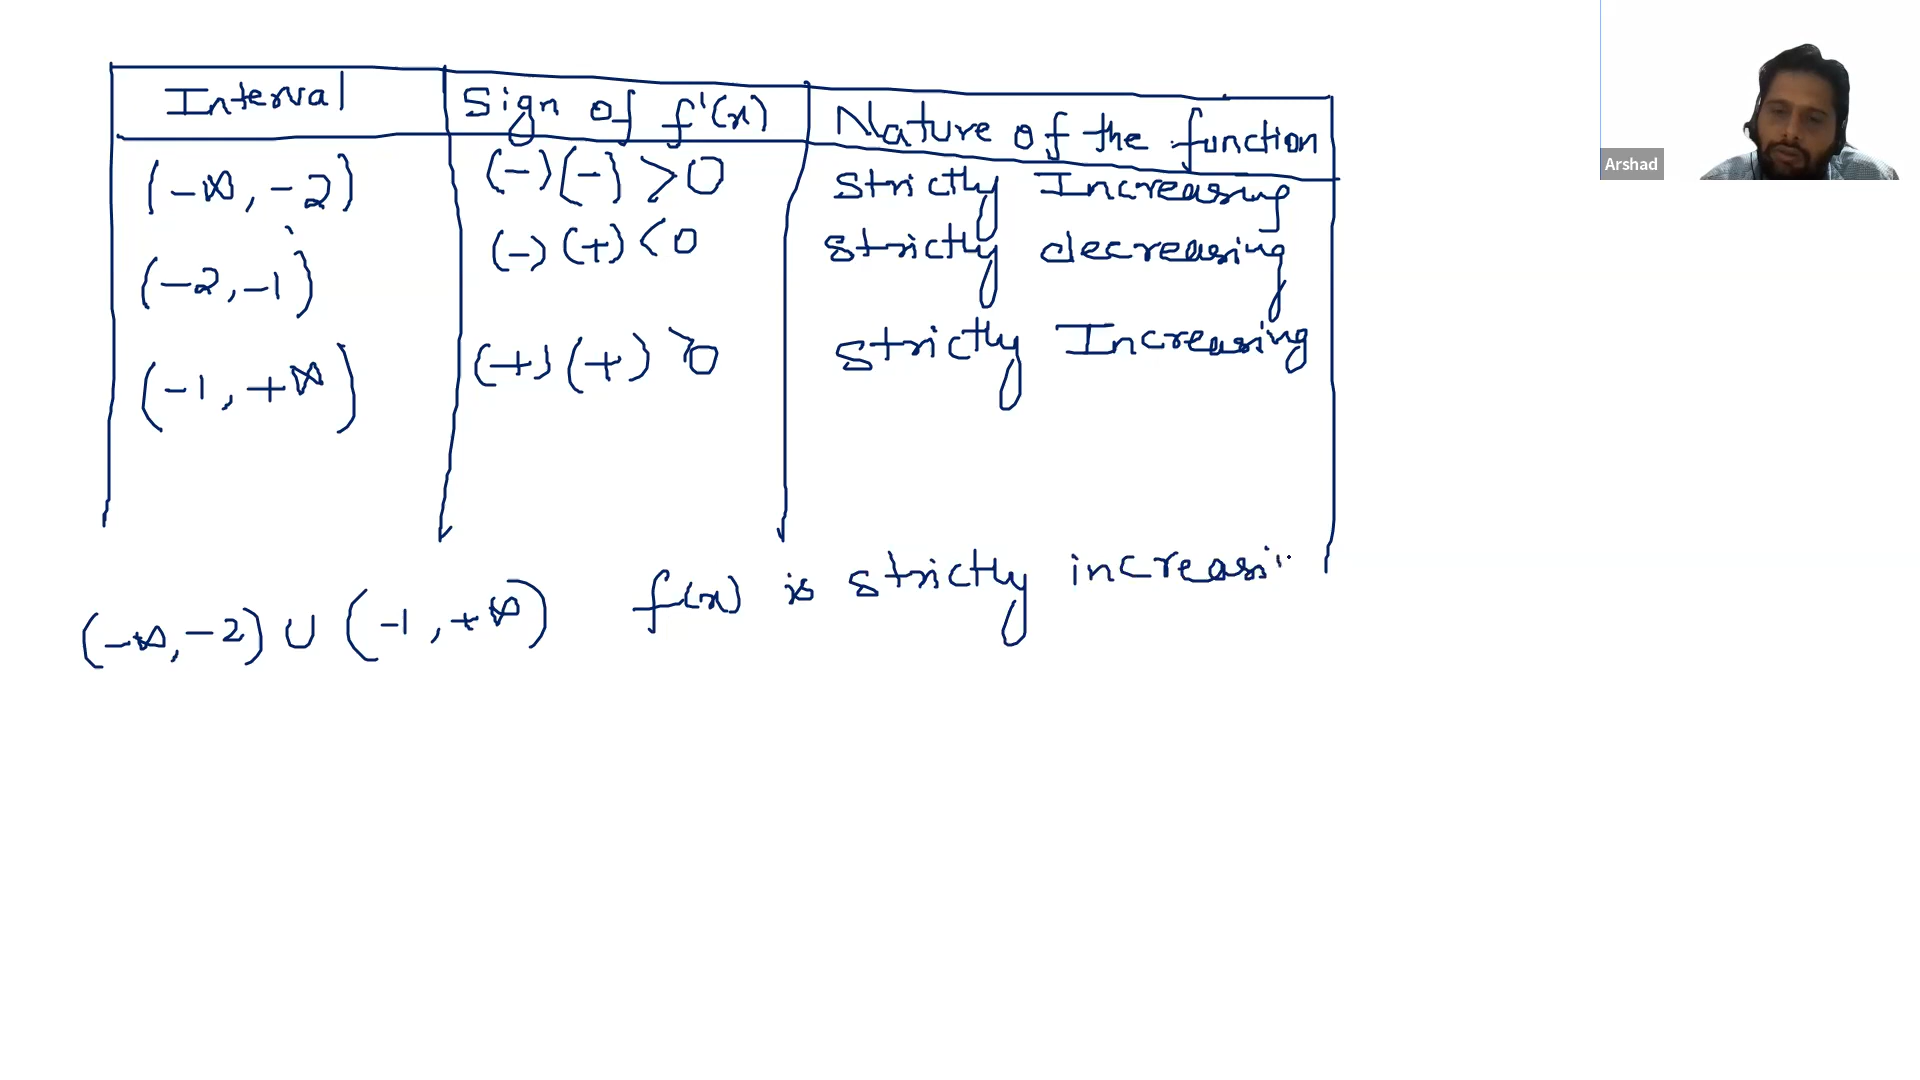 Interval Sign of f'(x) Nature of the function
(-∞, -2) (-)(-) >0 Strictly Increasing
(-2, -1) (-) (+) <0 strictly decreasing
(-1, +∞) (+) (+) >0 strictly Increasing
(-∞, -2) ∪ (-1, +∞) f(x) is strictly increasi
Arshad